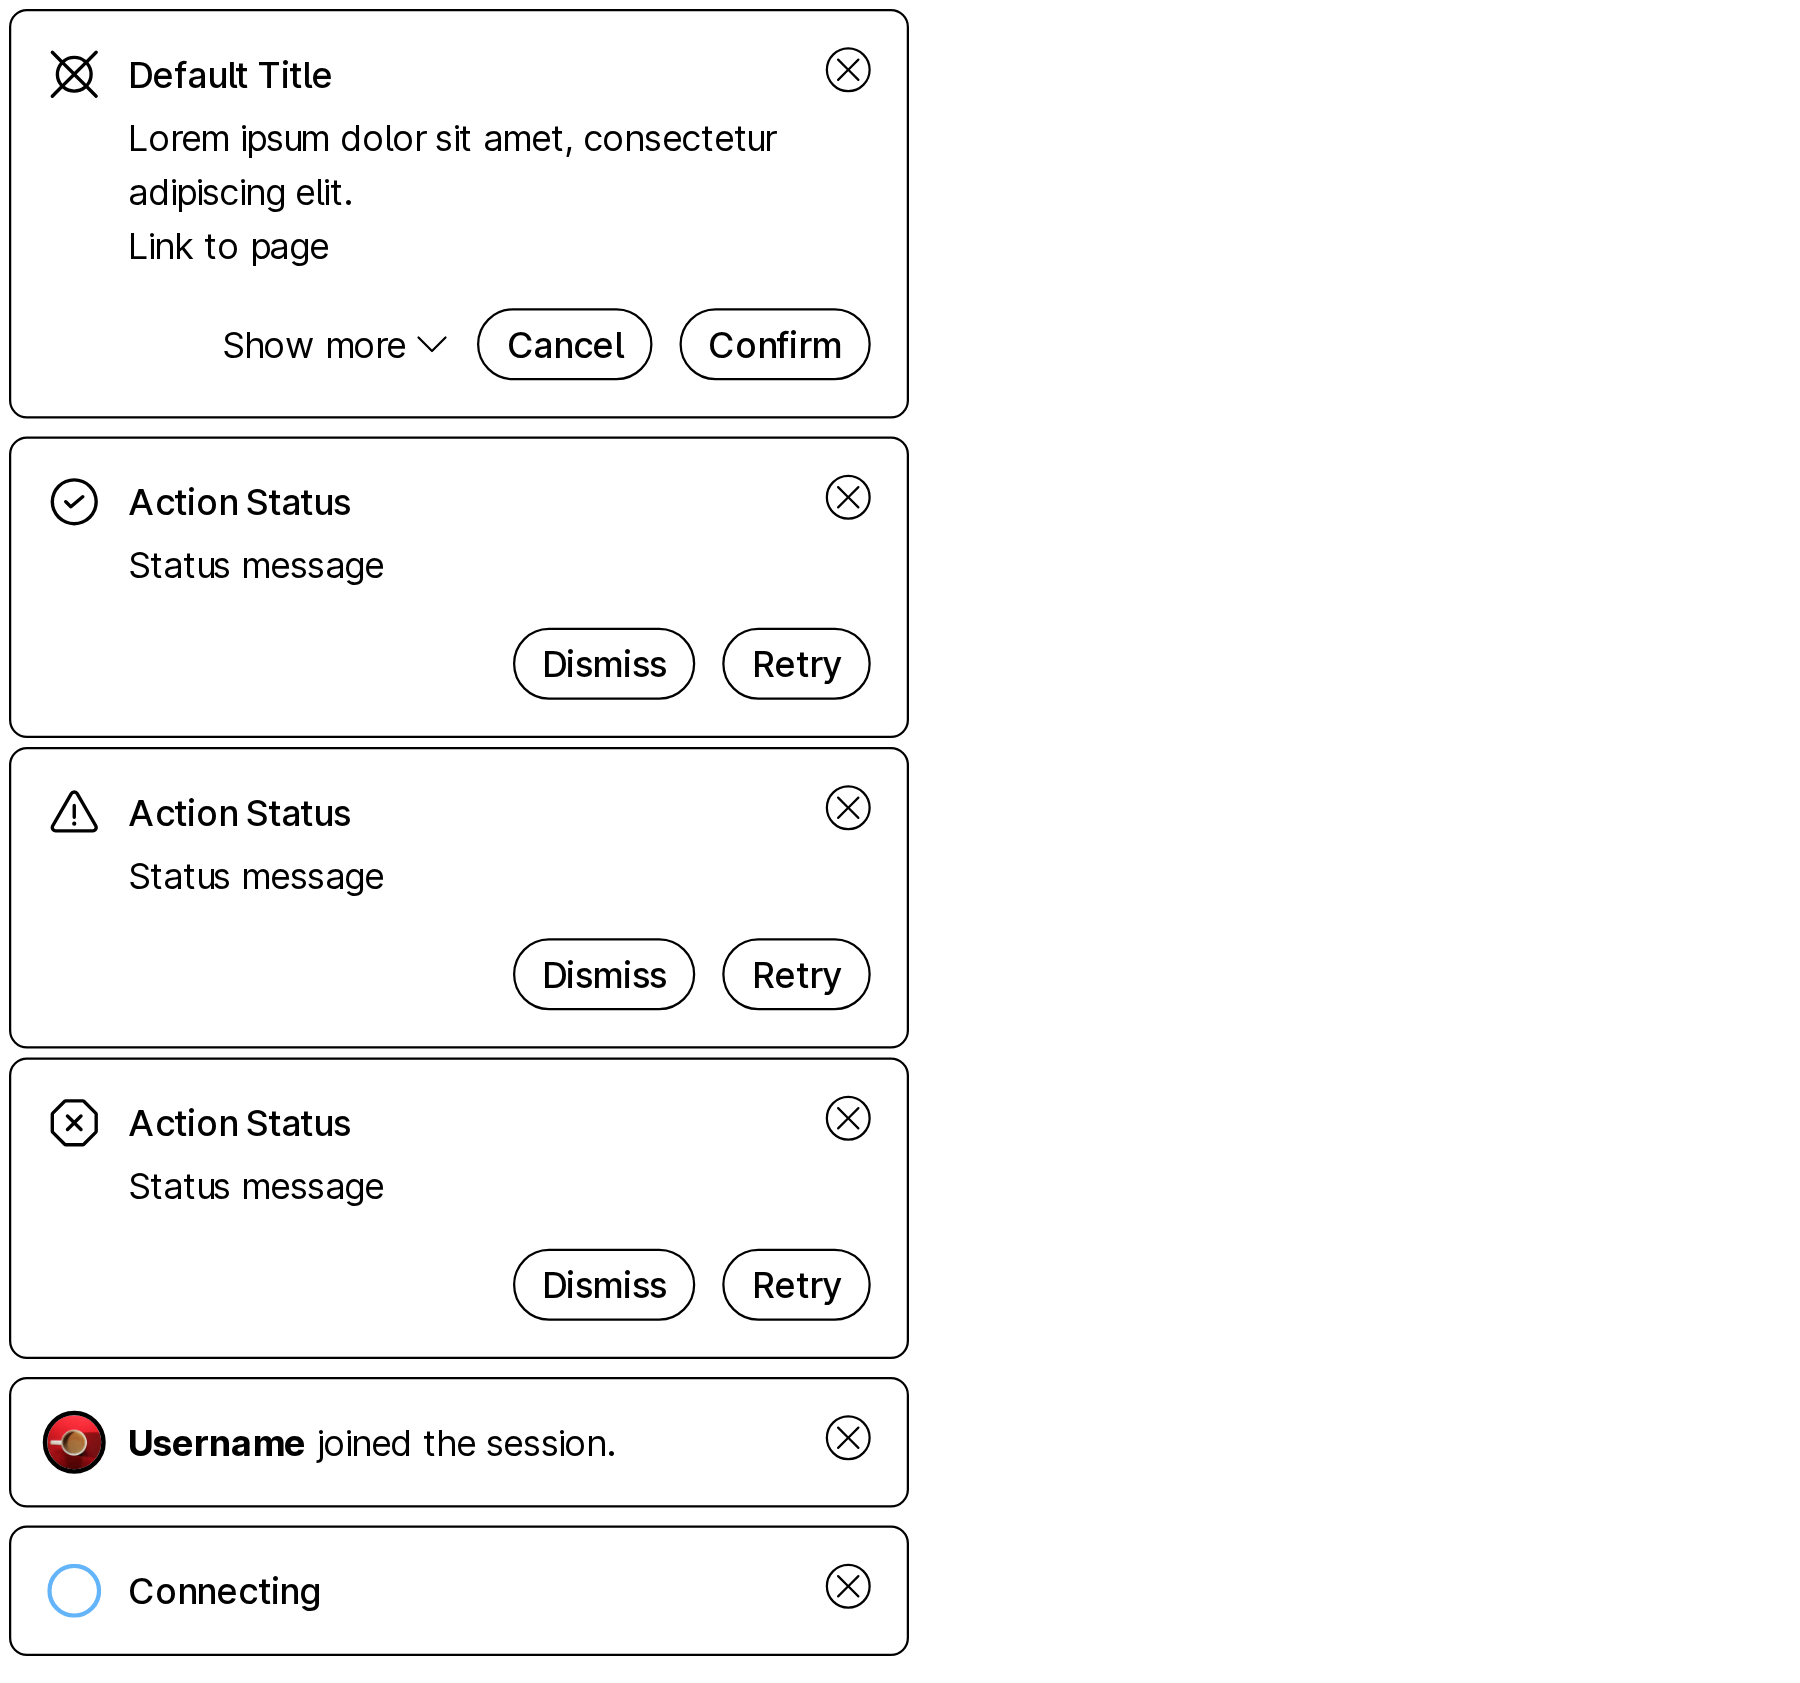 Default Title
Lorem ipsum dolor sit amet, consectetur
adipiscing elit.
Link to page
Show more Cancel Confirm
Action Status
Status message
Dismiss Retry
Action Status
Status message
Dismiss Retry
Action Status
Status message
Dismiss Retry
Username joined the session.
Connecting